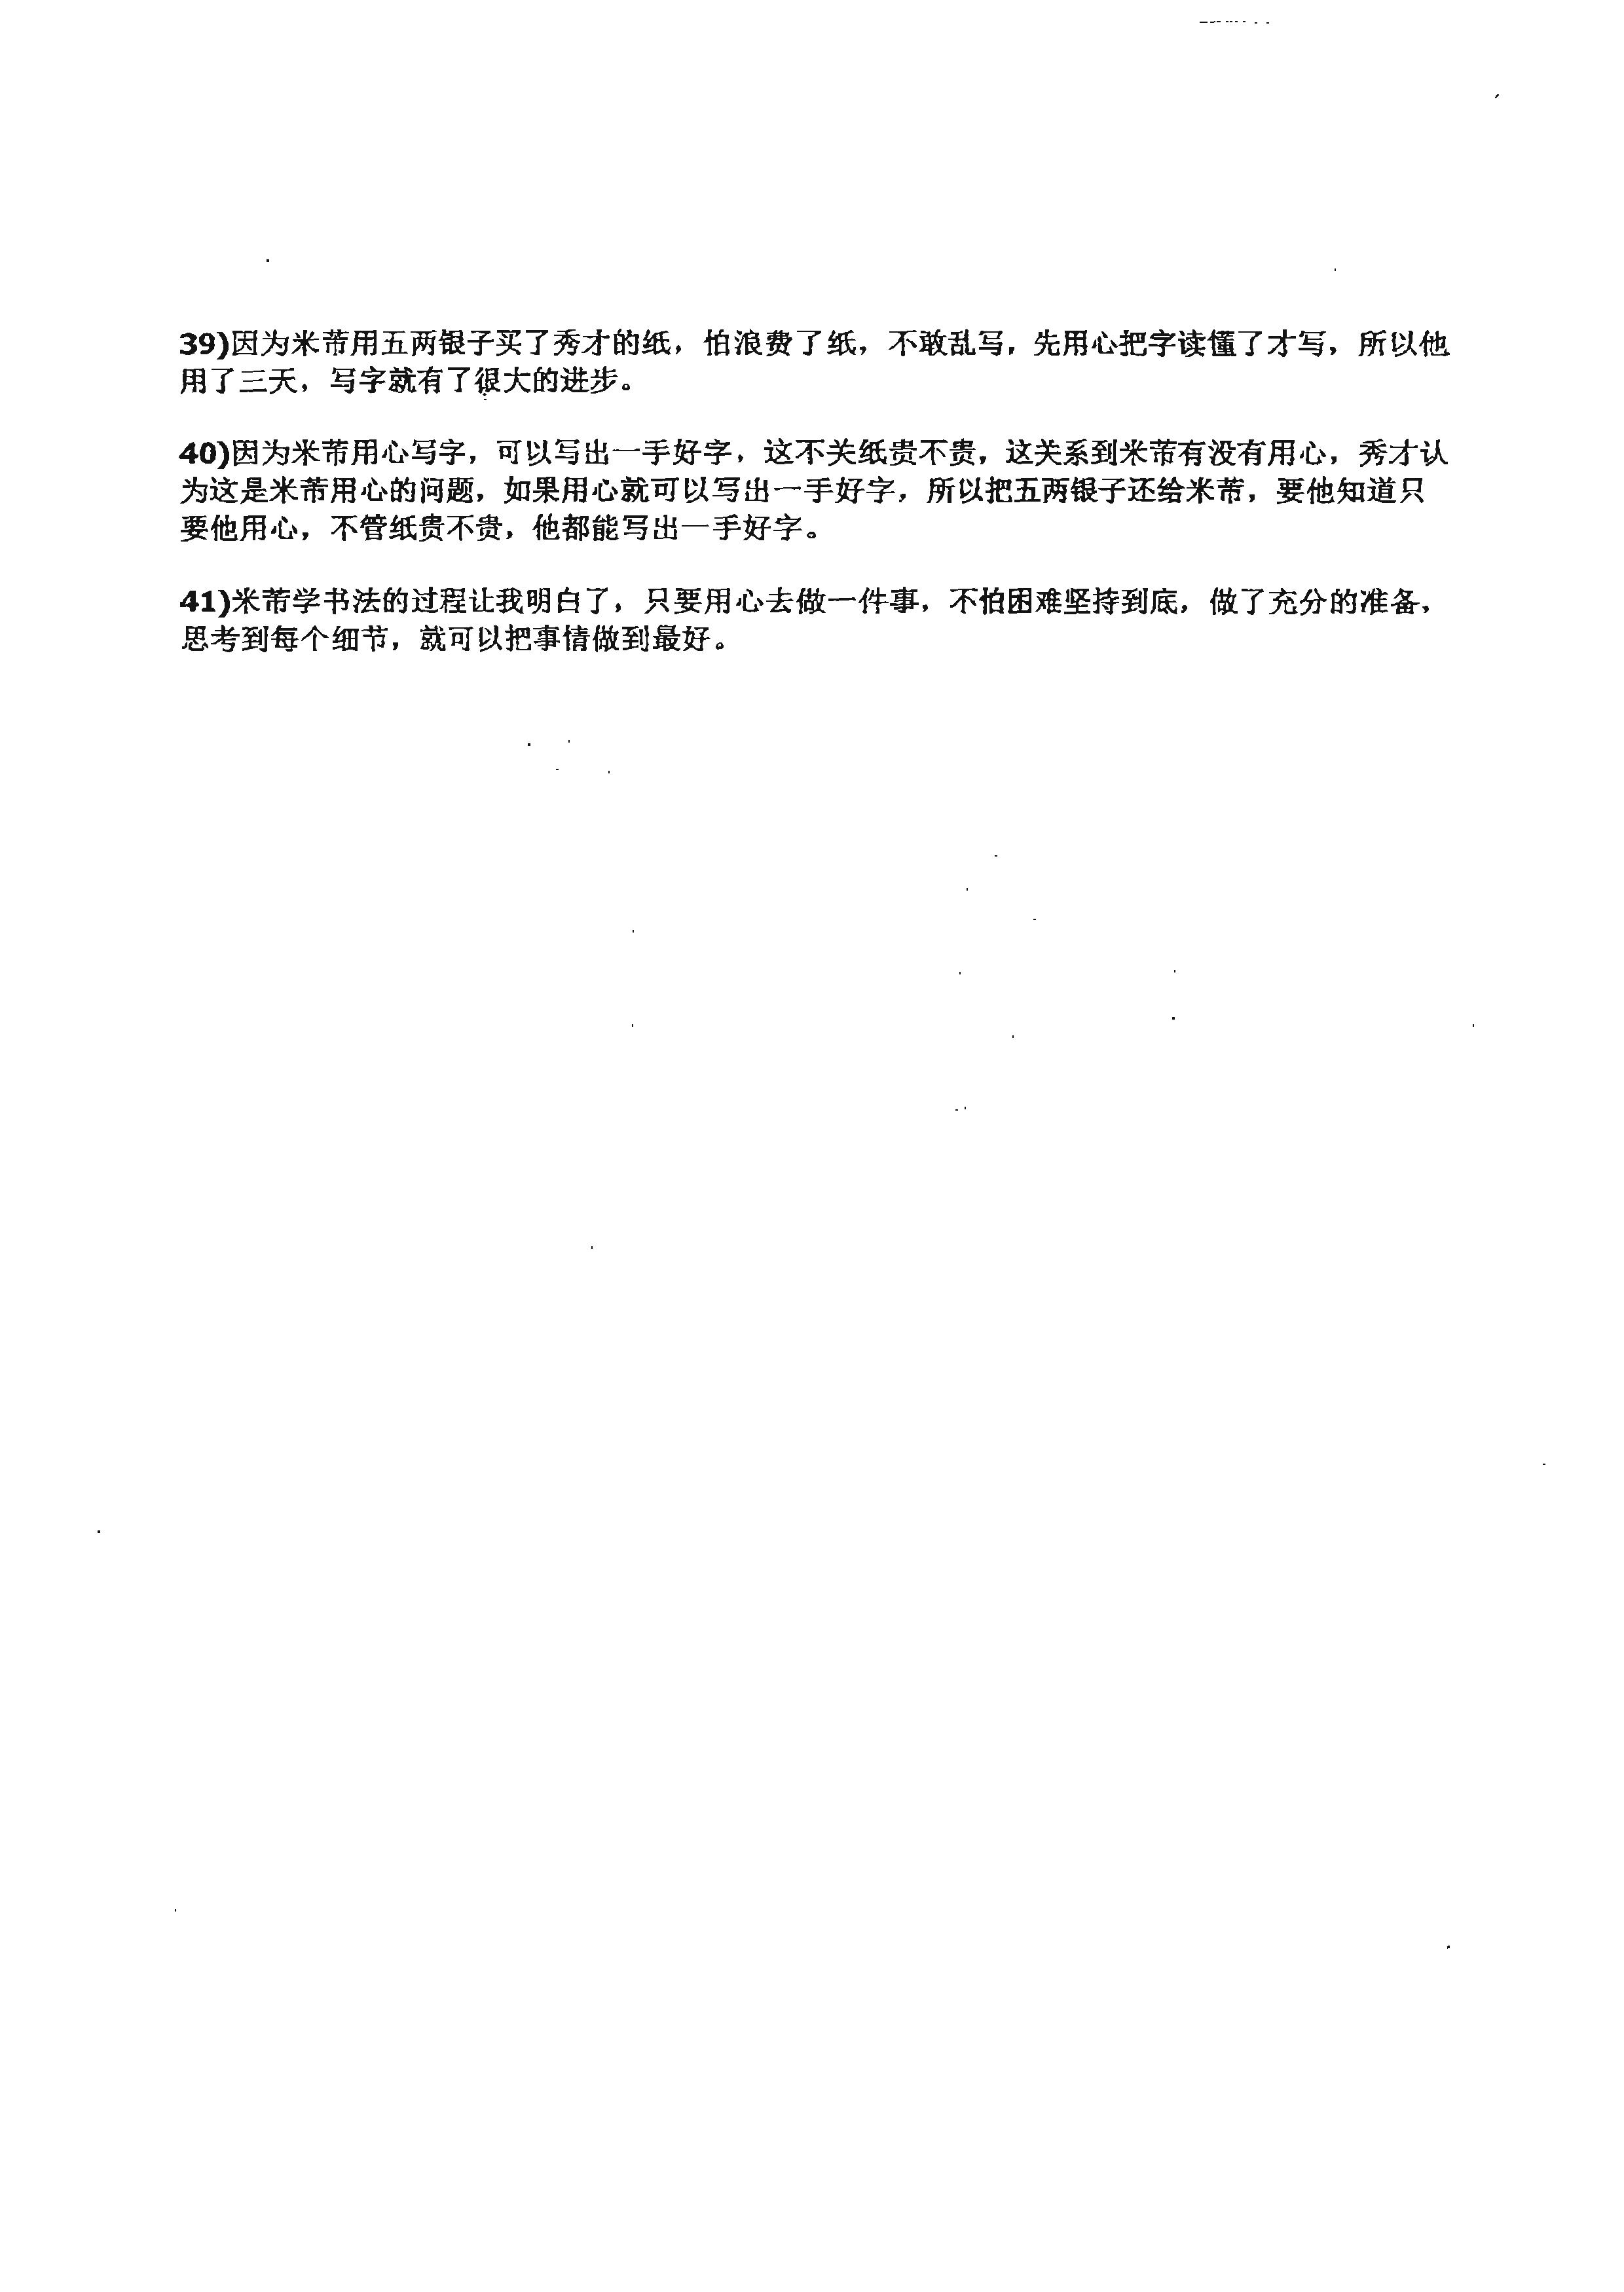 39)因为米芾用五两银子买了秀才的纸，怕浪费了纸，不敢乱写，先用心把字读懂了才写，所以他
用了三天，写字就有了很大的进步。
40)因为米芾用心写字，可以写出一手好字，这不关纸贵不贵，这关系到米芾有没有用心，秀才认
为这是米芾用心的问题，如果用心就可以写出一手好字，所以把五两银子还给米芾，要他知道只
要他用心，不管纸贵不贵，他都能写出一手好字。
41)米芾学书法的过程让我明白了，只要用心去做一件事，不怕困难坚持到底，做了充分的准备，
思考到每个细节，就可以把事情做到最好。